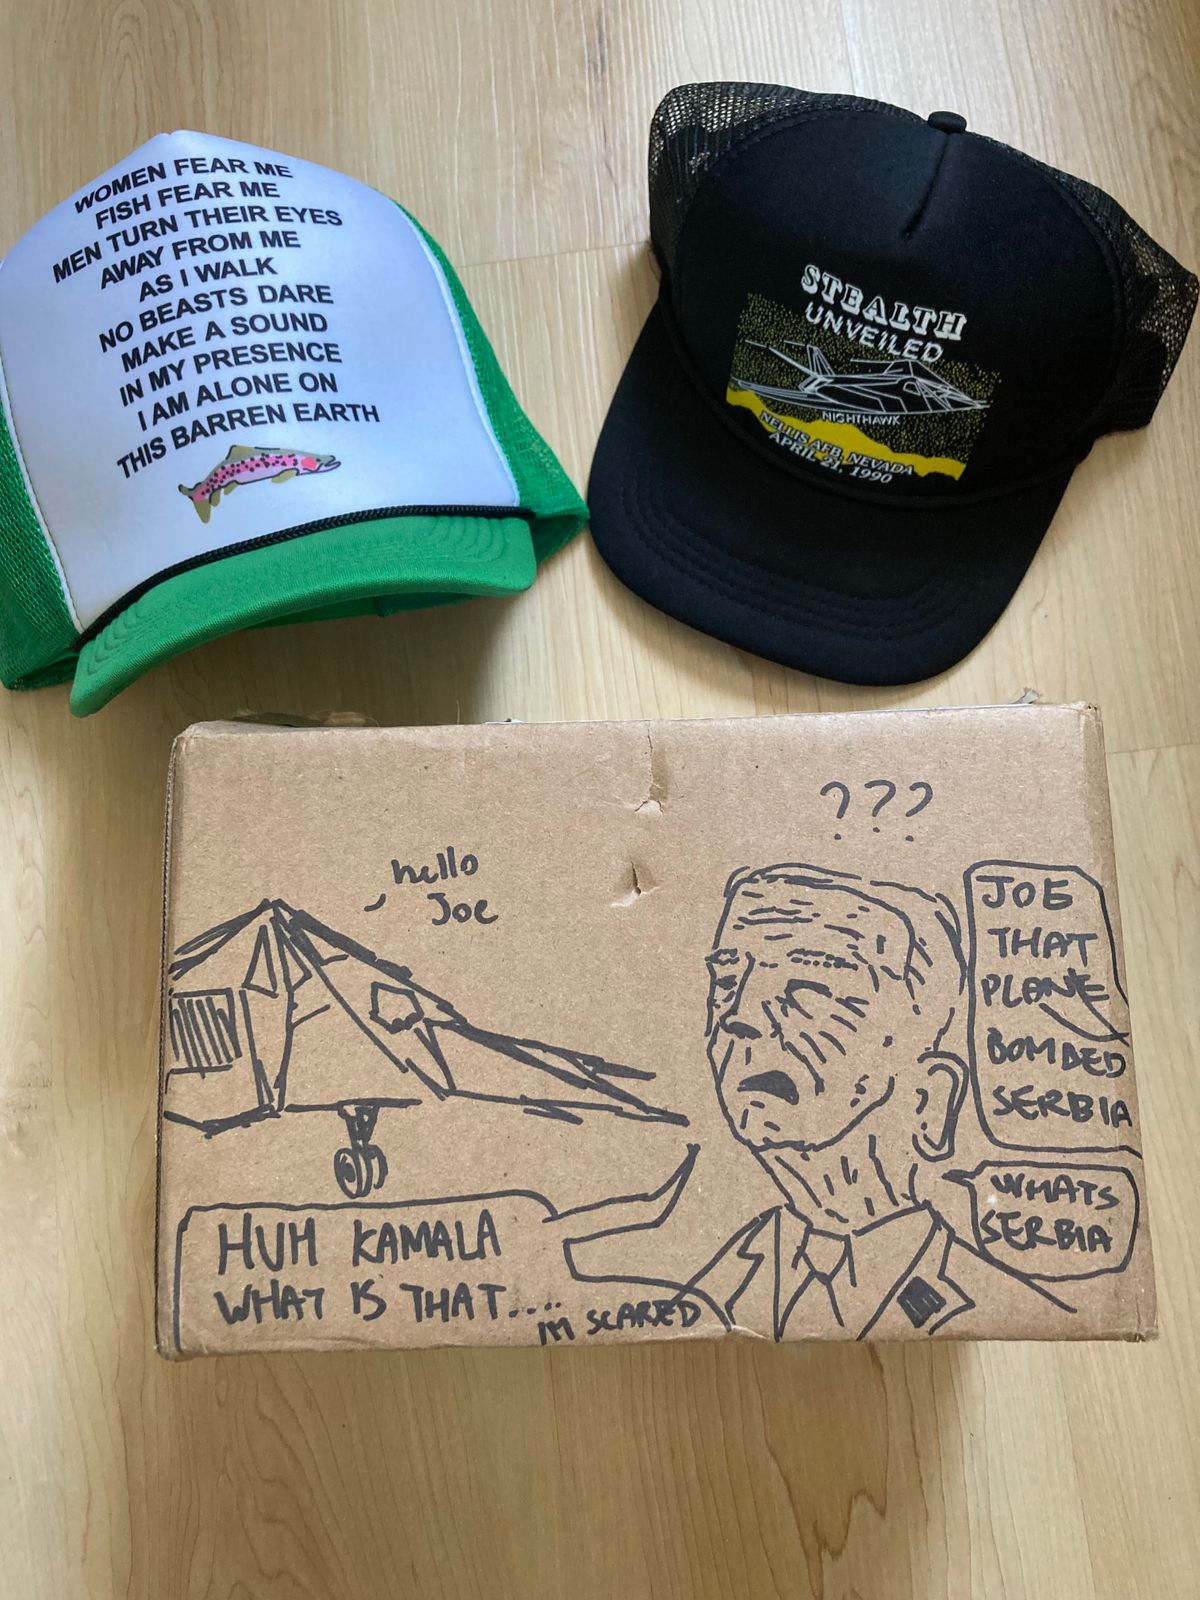 WOMEN FEAR ME
FISH FEAR ME
MEN TURN THEIR EYES
AWAY FROM ME
AS I WALK
NO BEASTS DARE
MAKE A SOUND
IN MY PRESENCE
I AM ALONE ON
THIS BARREN EARTH
STEALTH
UNVEILED
NIGHTHAWK
NELLIS AFB, NEVADA
APRIL 21, 1990
???
hello
Joe
JOE
THAT
PLANE
BOMBED
SERBIA
WHATS
SERBIA
HUH KAMALA
WHAT IS THAT....
IM SCARED